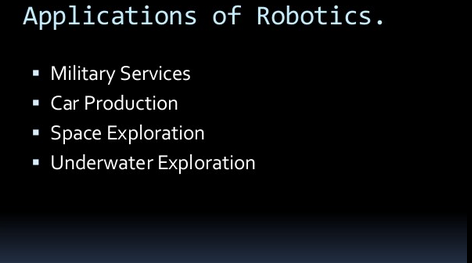 Applications of Robotics.
▪ Military Services
▪ Car Production
▪ Space Exploration
▪ Underwater Exploration